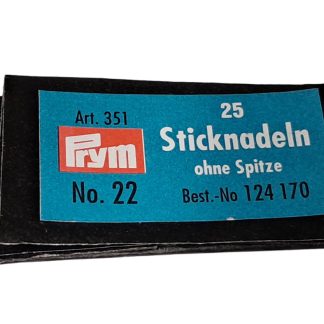 Art. 351
Prym
No. 22
25
Sticknadeln
ohne Spitze
Best.-No 124 170